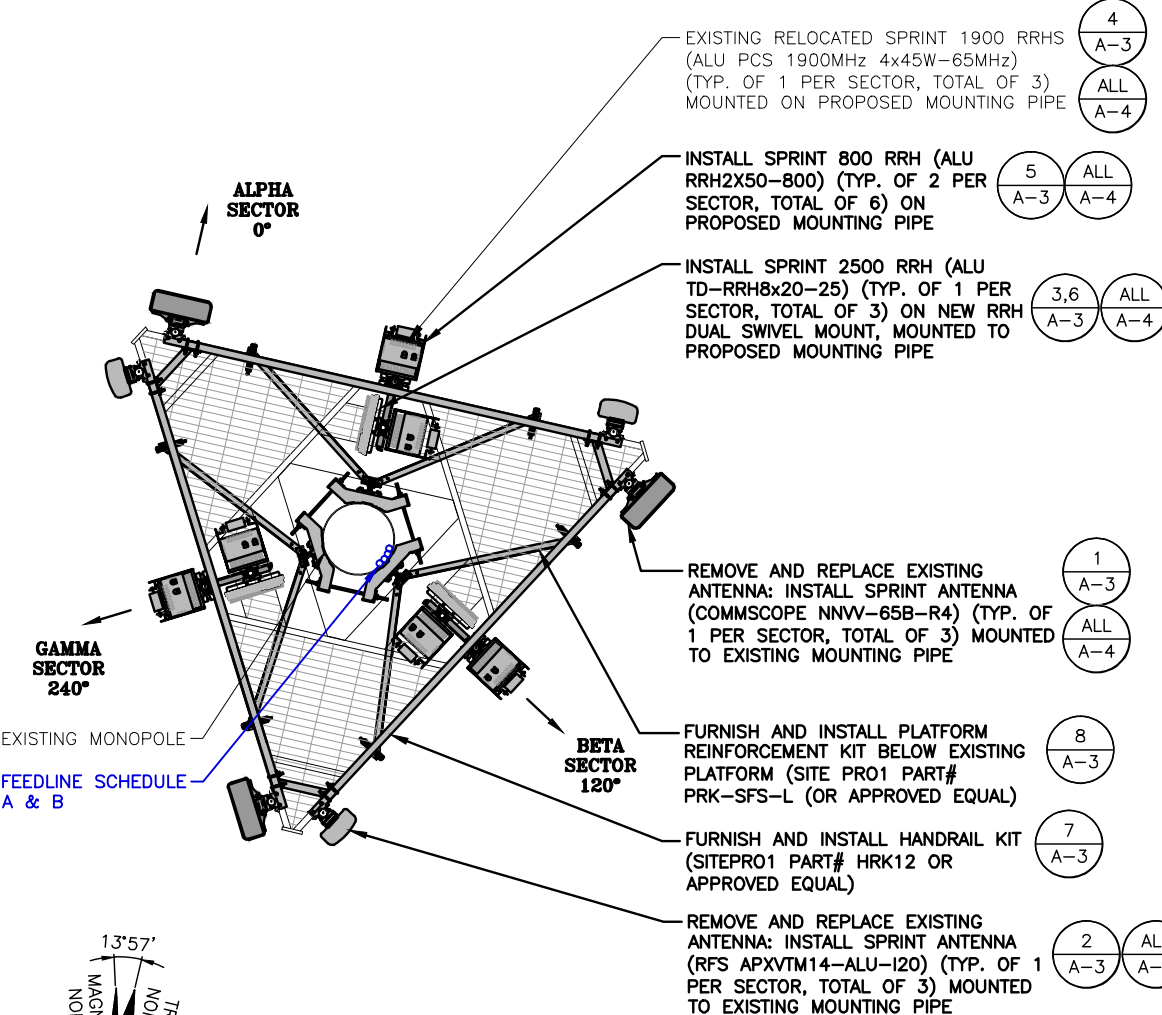 EXISTING RELOCATED SPRINT 1900 RRHS
(ALU PCS 1900MHz 4x45W-65MHz)
(TYP. OF 1 PER SECTOR, TOTAL OF 3)
MOUNTED ON PROPOSED MOUNTING PIPE
4
A-3
ALL
A-4
INSTALL SPRINT 800 RRH (ALU
RRH2X50-800) (TYP. OF 2 PER
SECTOR, TOTAL OF 6) ON
PROPOSED MOUNTING PIPE
5
A-3
ALL
A-4
ALPHA
SECTOR
0°
INSTALL SPRINT 2500 RRH (ALU
TD-RRH8x20-25) (TYP. OF 1 PER
SECTOR, TOTAL OF 3) ON NEW RRH
DUAL SWIVEL MOUNT, MOUNTED TO
PROPOSED MOUNTING PIPE
3,6
A-3
ALL
A-4
REMOVE AND REPLACE EXISTING
ANTENNA: INSTALL SPRINT ANTENNA
(COMMSCOPE NNVV-65B-R4) (TYP. OF
1 PER SECTOR, TOTAL OF 3) MOUNTED
TO EXISTING MOUNTING PIPE
1
A-3
ALL
A-4
GAMMA
SECTOR
240°
EXISTING MONOPOLE
FEEDLINE SCHEDULE
A & B
BETA
SECTOR
120°
FURNISH AND INSTALL PLATFORM
REINFORCEMENT KIT BELOW EXISTING
PLATFORM (SITE PRO1 PART#
PRK-SFS-L (OR APPROVED EQUAL)
8
A-3
FURNISH AND INSTALL HANDRAIL KIT
(SITEPRO1 PART# HRK12 OR
APPROVED EQUAL)
7
A-3
REMOVE AND REPLACE EXISTING
ANTENNA: INSTALL SPRINT ANTENNA
(RFS APXVTM14-ALU-I20) (TYP. OF 1
PER SECTOR, TOTAL OF 3) MOUNTED
TO EXISTING MOUNTING PIPE
2
A-3
13°57'